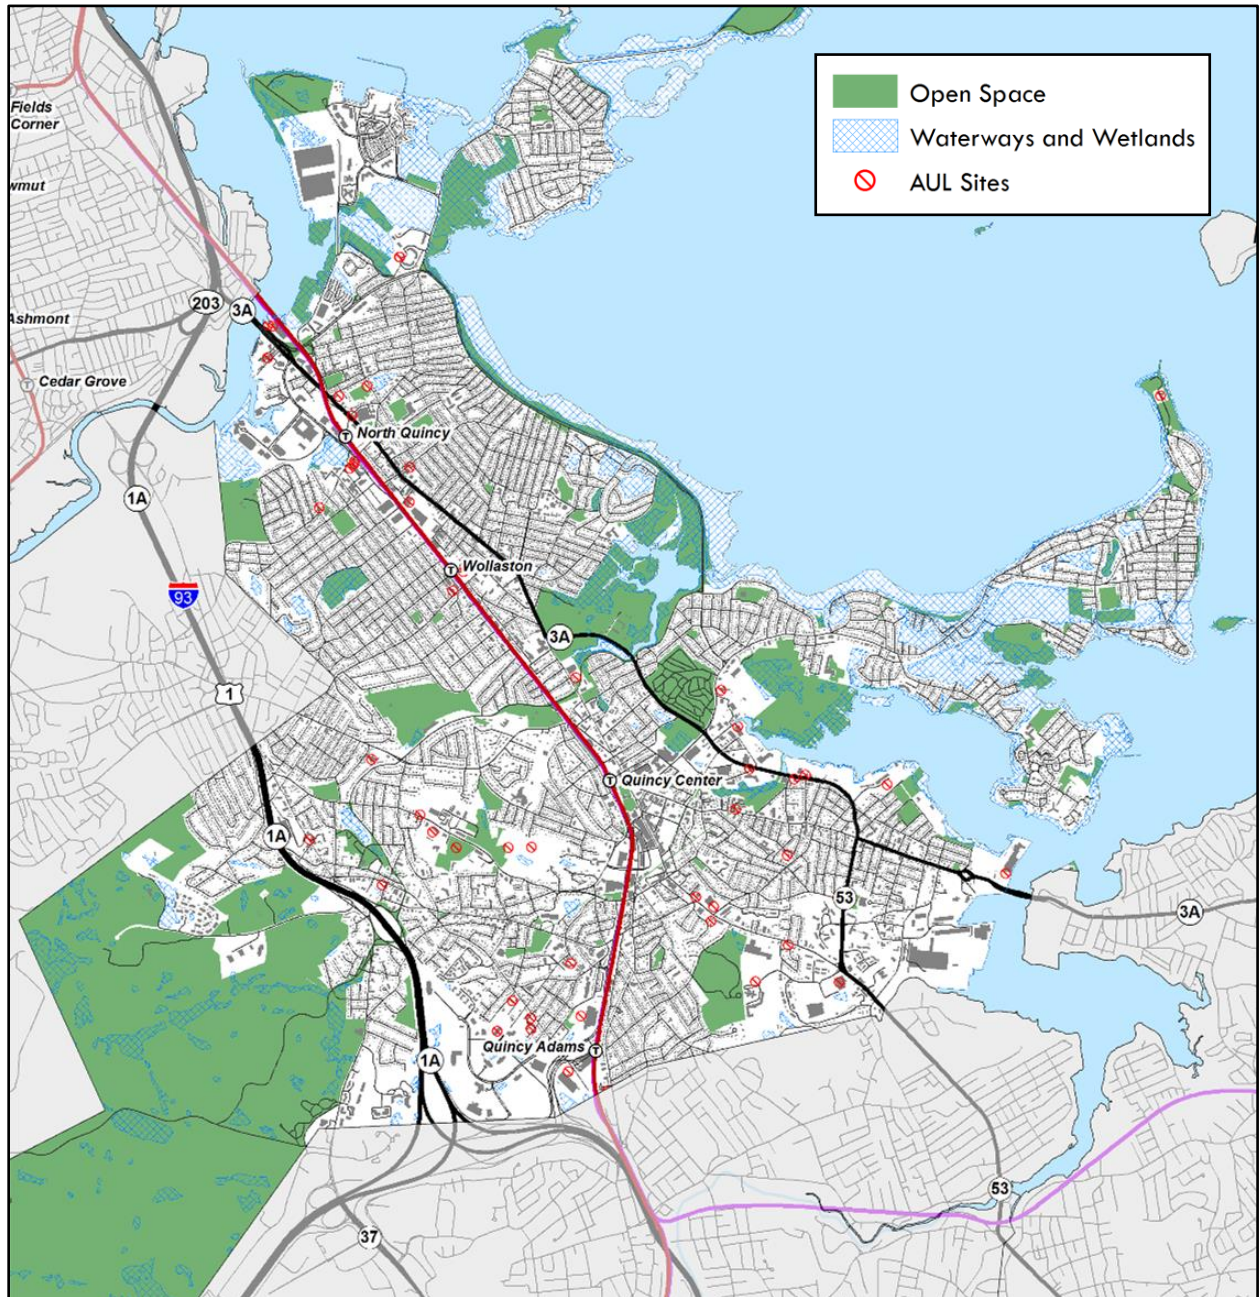 Open Space
Waterways and Wetlands
AUL Sites
Fields
Corner
wmut
203
3A
Ashmont
T Cedar Grove
T North Quincy
1A
T Wollaston
93
3A
1
T Quincy Center
1A
53
3A
Quincy Adams T
1A
53
37